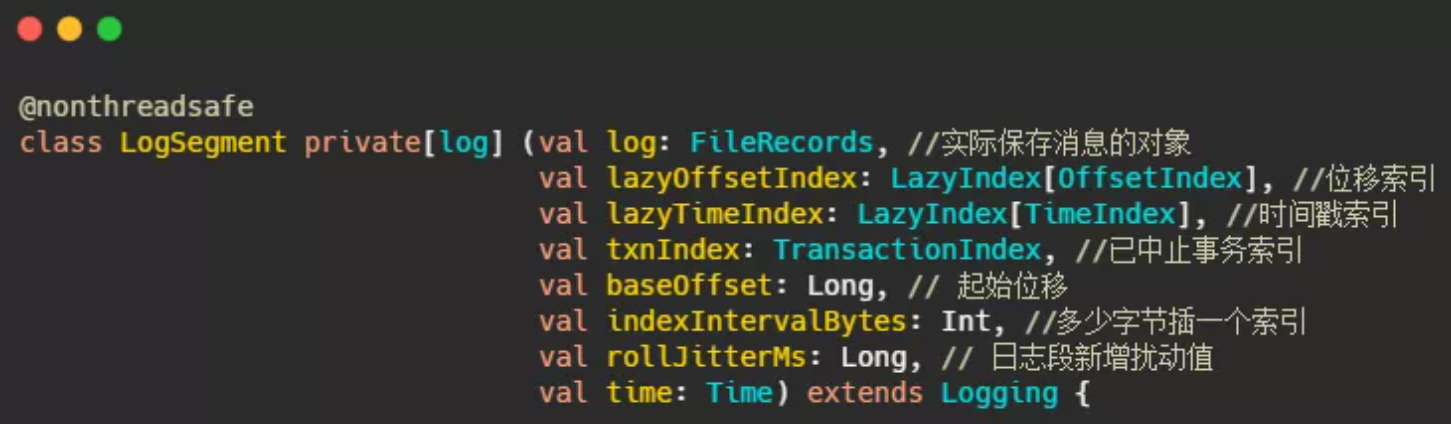 @nonthreadsafe
class LogSegment private[log] (val log: FileRecords, //实际保存消息的对象
val lazyOffsetIndex: LazyIndex[OffsetIndex], //位移索引
val lazyTimeIndex: LazyIndex[TimeIndex], //时间戳索引
val txnIndex: TransactionIndex, //已中止事务索引
val baseOffset: Long, // 起始位移
val indexIntervalBytes: Int, //多少字节插一个索引
val rollJitterMs: Long, // 日志段新增扰动值
val time: Time) extends Logging {